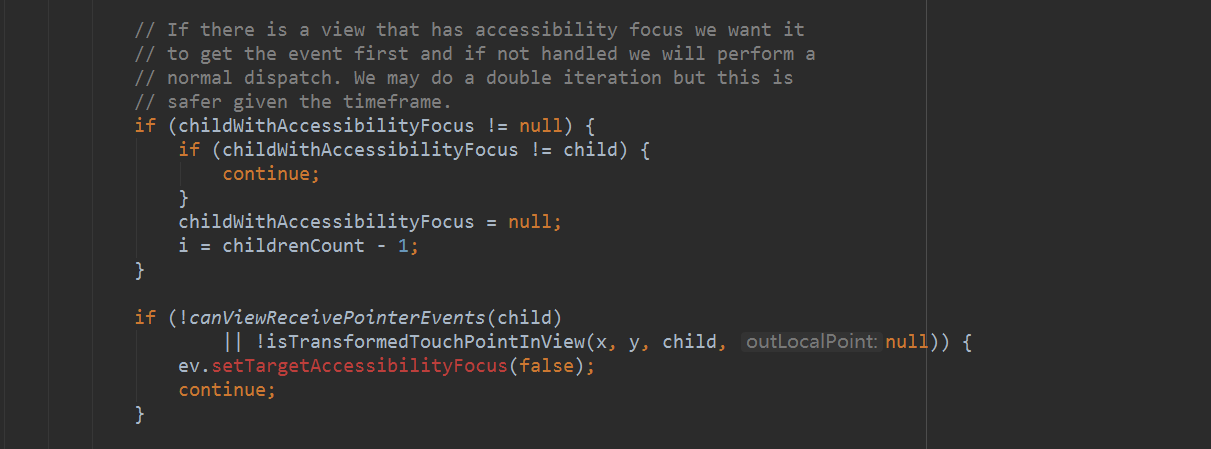 // If there is a view that has accessibility focus we want it
// to get the event first and if not handled we will perform a
// normal dispatch. We may do a double iteration but this is
// safer given the timeframe.
if (childWithAccessibilityFocus != null) {
    if (childWithAccessibilityFocus != child) {
        continue;
    }
    childWithAccessibilityFocus = null;
    i = childrenCount - 1;
}

if (!canViewReceivePointerEvents(child)
        || !isTransformedTouchPointInView(x, y, child, outLocalPoint: null)) {
    ev.setTargetAccessibilityFocus(false);
    continue;
}